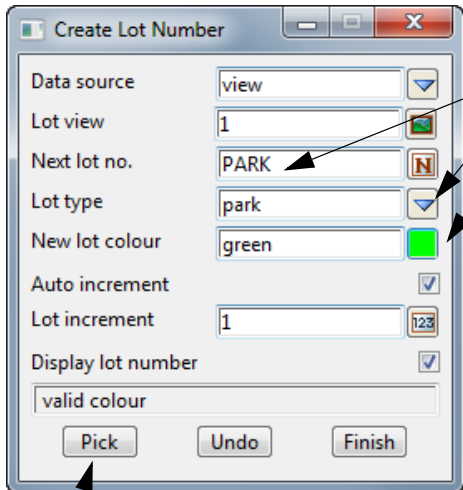 Create Lot Number
Data source view
Lot view 1
Next lot no. PARK N
Lot type park
New lot colour green
Auto increment
Lot increment 1 123
Display lot number
valid colour
Pick Undo Finish